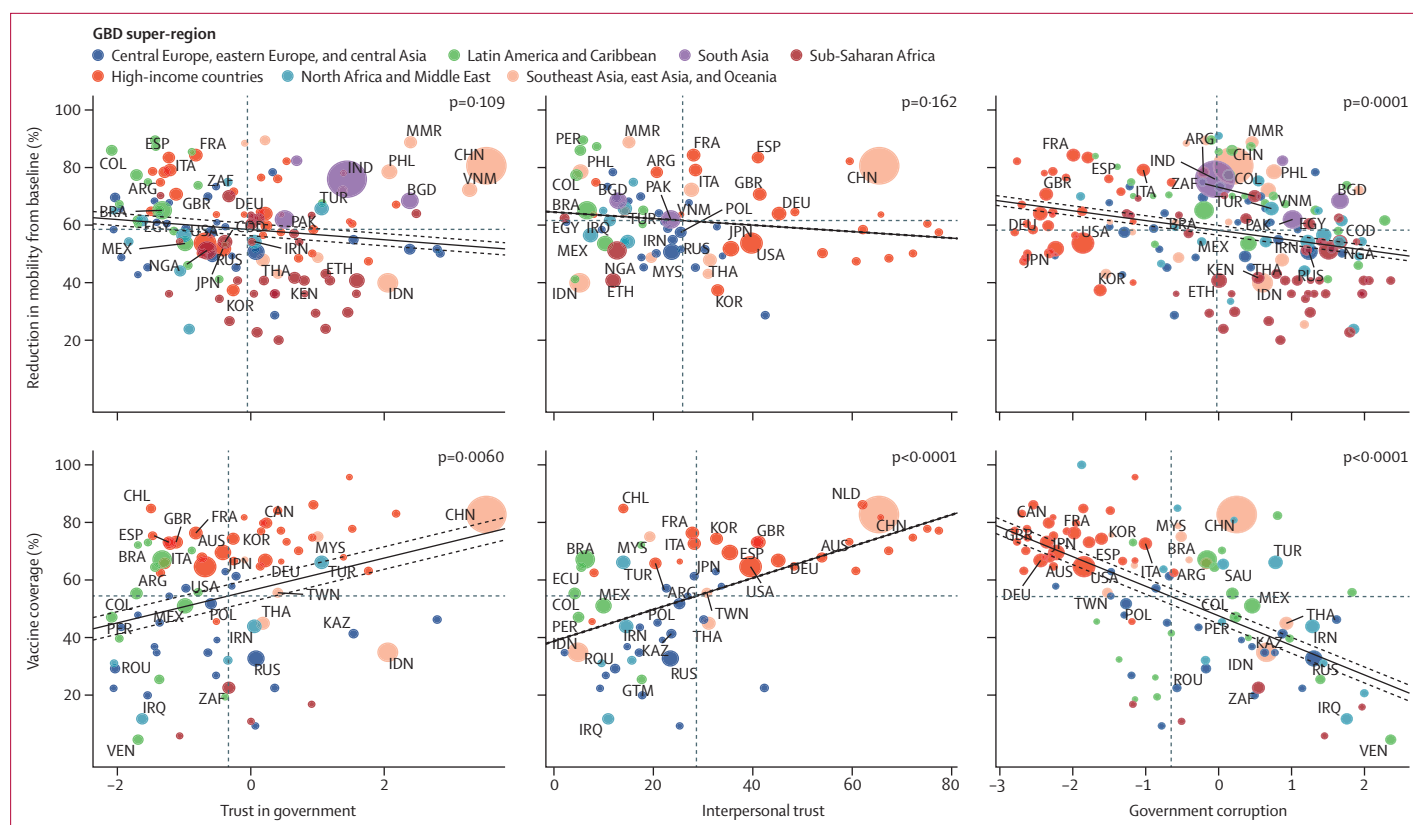 GBD super-region
Central Europe, eastern Europe, and central Asia Latin America and Caribbean South Asia Sub-Saharan Africa
High-income countries North Africa and Middle East Southeast Asia, east Asia, and Oceania
Reduction in mobility from baseline (%)
100
80
60
40
20
p=0·109
ESP FRA MMR
COL ITA PHL CHN
IND VNM
ARG ZAF
BRA GBR DEU TUR BGD
USA COD PAK
MEX IRN
NGA RUS
JPN THA ETH
KOR KEN IDN
p=0·162
PER MMR FRA ESP
PHL ARG CHN
COL ITA
BGD PAK GBR
BRA VNM DEU
TUR POL
EGY IRQ JPN
MEX IRN RUS USA
NGA MYS THA
IDN ETH
KOR
p=0·0001
ARG MMR
FRA CHN
ESP IND COL PHL
GBR ITA ZAF
BGD
TUR VNM
DEU BRA PAK EGY COD
MEX IRN NGA
JPN KEN THA RUS
KOR
ETH IDN
Vaccine coverage (%)
100
80
60
40
20
p=0·0060
CHL CHN
GBR FRA CAN
ESP
AUS KOR
BRA ITA JPN MYS
ARG DEU TUR
USA
COL TWN
MEX POL THA
PER IRN KAZ
ROU RUS IDN
ZAF
IRQ
VEN
−2 0 2
Trust in government
p<0·0001
CHL NLD
FRA KOR CHN
ITA GBR
BRA MYS ESP AUS
TUR JPN DEU
ECU ARG USA
MEX TWN
POL
PER THA
IDN IRN KAZ
ROU RUS
GTM
IRQ
0 20 40 60 80
Interpersonal trust
p<0·0001
CAN FRA MYS CHN
GBR JPN KOR
ESP BRA TUR
AUS ITA ARG SAU
DEU USA
TWN COL MEX
POL THA
PER IRN
KAZ
IDN RUS
ROU
ZAF IRQ
VEN
−3 −2 −1 0 1 2
Government corruption